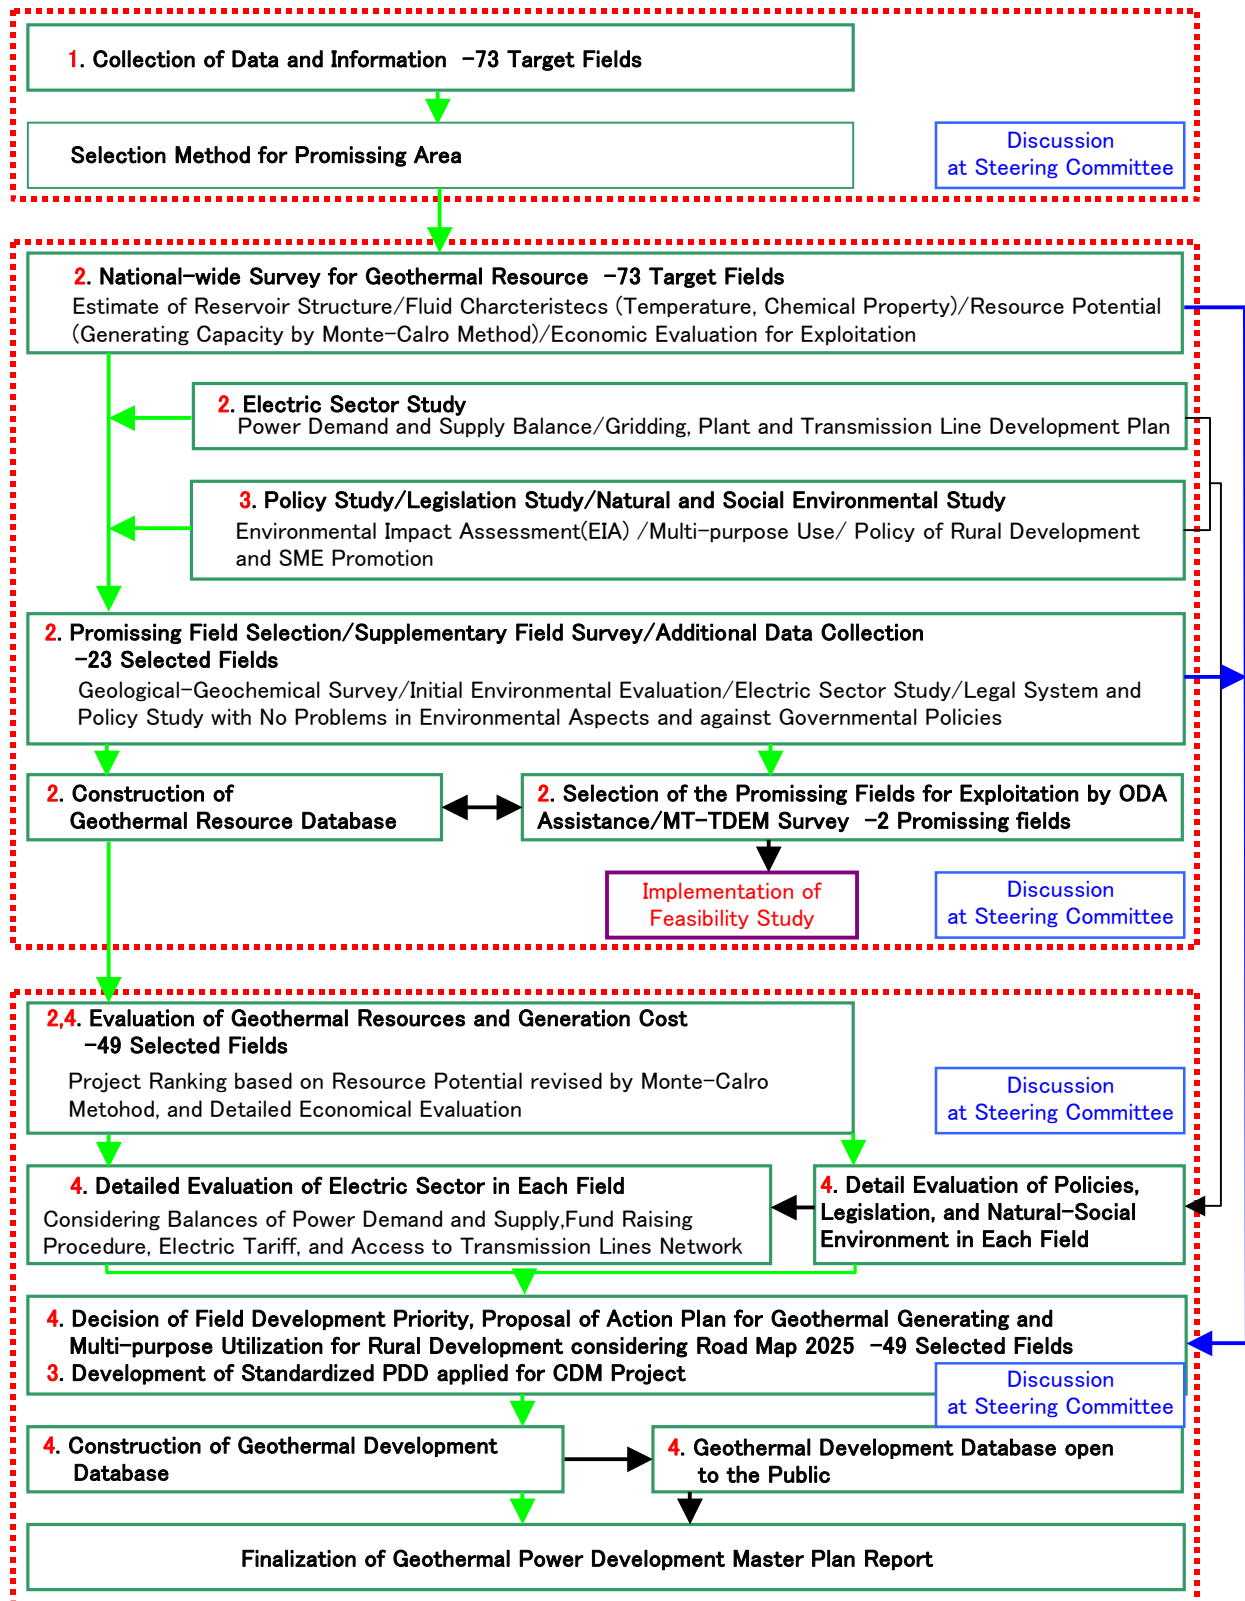 1. Collection of Data and Information -73 Target Fields
Selection Method for Promissing Area
Discussion
at Steering Committee
2. National-wide Survey for Geothermal Resource -73 Target Fields
Estimate of Reservoir Structure/Fluid Charcteristecs (Temperature, Chemical Property)/Resource Potential
(Generating Capacity by Monte-Calro Method)/Economic Evaluation for Exploitation
2. Electric Sector Study
Power Demand and Supply Balance/Gridding, Plant and Transmission Line Development Plan
3. Policy Study/Legislation Study/Natural and Social Environmental Study
Environmental Impact Assessment(EIA) /Multi-purpose Use/ Policy of Rural Development
and SME Promotion
2. Promissing Field Selection/Supplementary Field Survey/Additional Data Collection
-23 Selected Fields
Geological-Geochemical Survey/Initial Environmental Evaluation/Electric Sector Study/Legal System and
Policy Study with No Problems in Environmental Aspects and against Governmental Policies
2. Construction of
Geothermal Resource Database
2. Selection of the Promissing Fields for Exploitation by ODA
Assistance/MT-TDEM Survey -2 Promissing fields
Implementation of
Feasibility Study
Discussion
at Steering Committee
2,4. Evaluation of Geothermal Resources and Generation Cost
-49 Selected Fields
Project Ranking based on Resource Potential revised by Monte-Calro
Metohod, and Detailed Economical Evaluation
Discussion
at Steering Committee
4. Detailed Evaluation of Electric Sector in Each Field
Considering Balances of Power Demand and Supply,Fund Raising
Procedure, Electric Tariff, and Access to Transmission Lines Network
4. Detail Evaluation of Policies,
Legislation, and Natural-Social
Environment in Each Field
4. Decision of Field Development Priority, Proposal of Action Plan for Geothermal Generating and
Multi-purpose Utilization for Rural Development considering Road Map 2025 -49 Selected Fields
3. Development of Standardized PDD applied for CDM Project
Discussion
at Steering Committee
4. Construction of Geothermal Development
Database
4. Geothermal Development Database open
to the Public
Finalization of Geothermal Power Development Master Plan Report